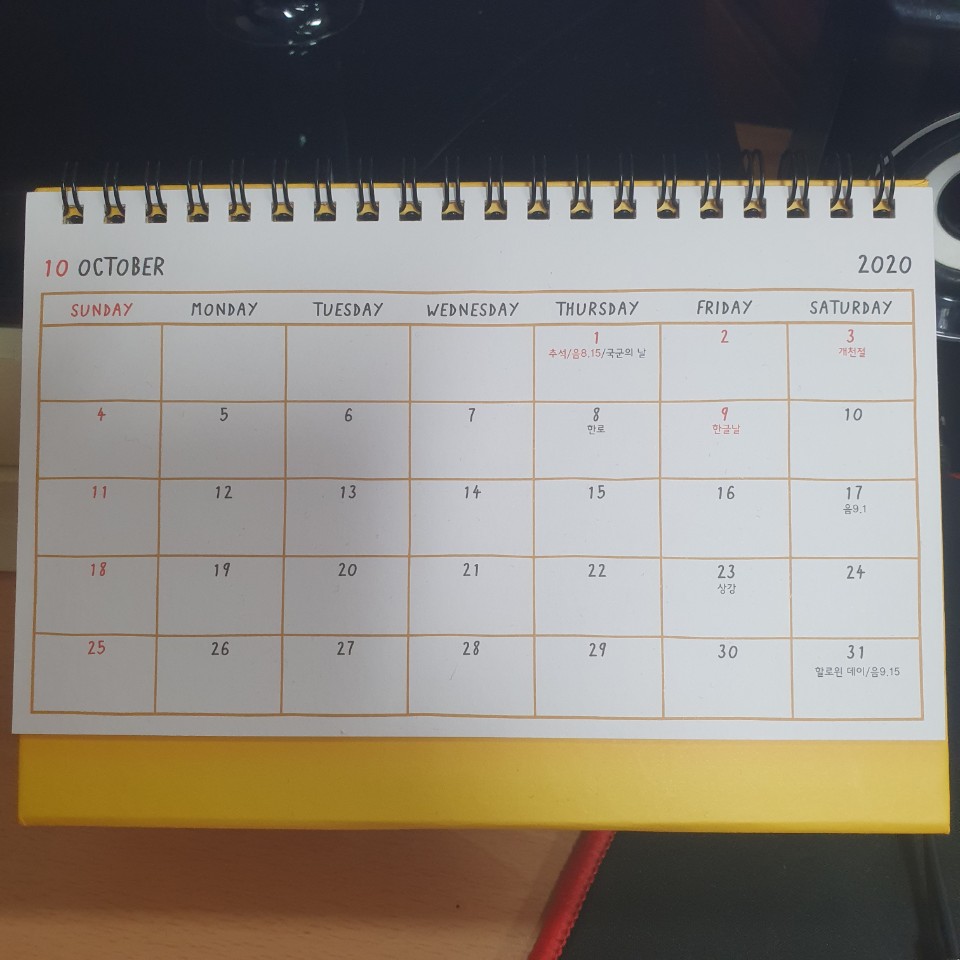 10 OCTOBER 2020
SUNDAY MONDAY TUESDAY WEDNESDAY THURSDAY FRIDAY SATURDAY
1 2 3
추석/음8.15/국군의 날 개천절
4 5 6 7 8 9 10
한로 한글날
11 12 13 14 15 16 17
음9.1
18 19 20 21 22 23 24
상강
25 26 27 28 29 30 31
할로윈 데이/음9.15